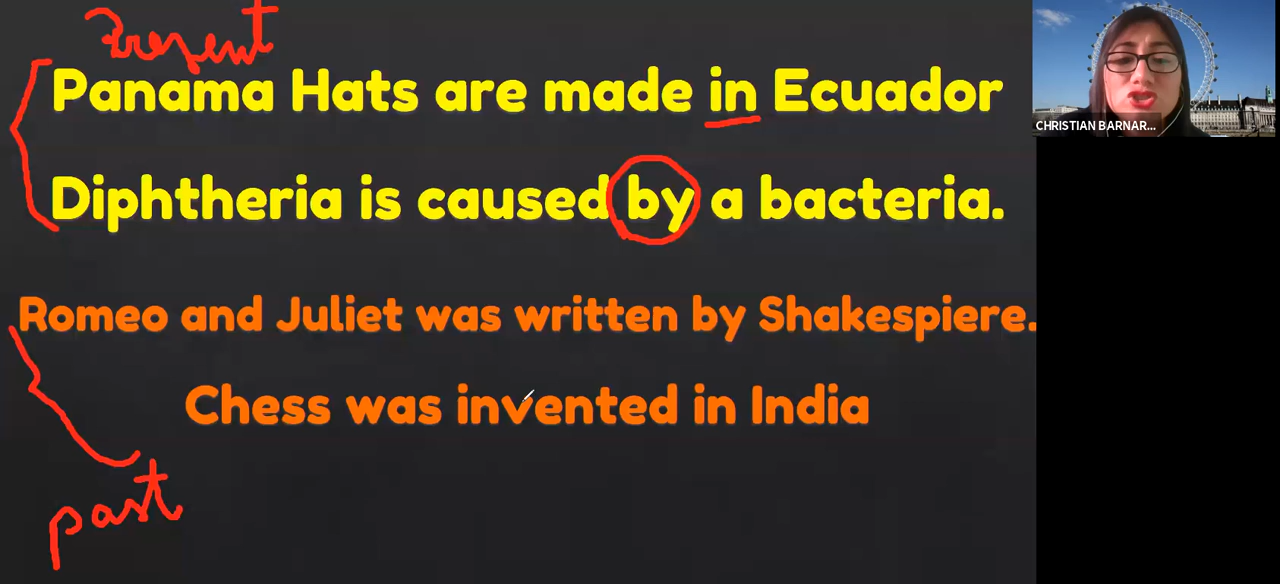 Present
Panama Hats are made in Ecuador
CHRISTIAN BARNAR...
Diphtheria is caused by a bacteria.
Romeo and Juliet was written by Shakespiere.
Chess was invented in India
past